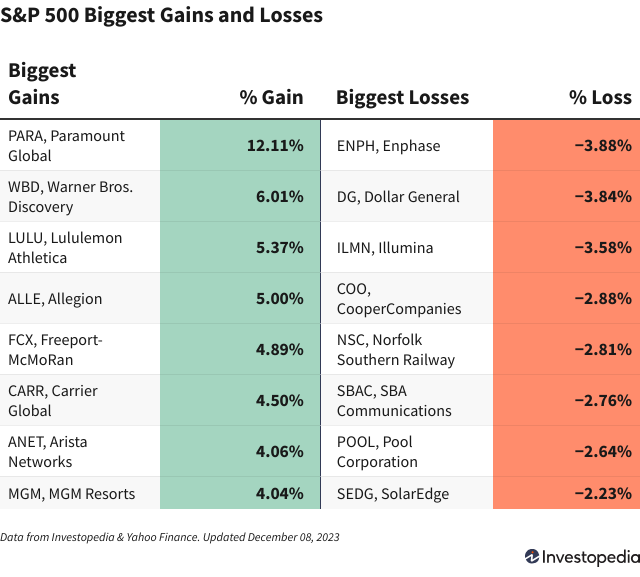 S&P 500 Biggest Gains and Losses
Biggest
Gains
% Gain
Biggest Losses
% Loss
PARA, Paramount
Global
12.11%
ENPH, Enphase
−3.88%
WBD, Warner Bros.
Discovery
6.01%
DG, Dollar General
−3.84%
LULU, Lululemon
Athletica
5.37%
ILMN, Illumina
−3.58%
ALLE, Allegion
5.00%
COO,
CooperCompanies
−2.88%
FCX, Freeport-
McMoRan
4.89%
NSC, Norfolk
Southern Railway
−2.81%
CARR, Carrier
Global
4.50%
SBAC, SBA
Communications
−2.76%
ANET, Arista
Networks
4.06%
POOL, Pool
Corporation
−2.64%
MGM, MGM Resorts
4.04%
SEDG, SolarEdge
−2.23%
Data from Investopedia & Yahoo Finance. Updated December 08, 2023
Investopedia